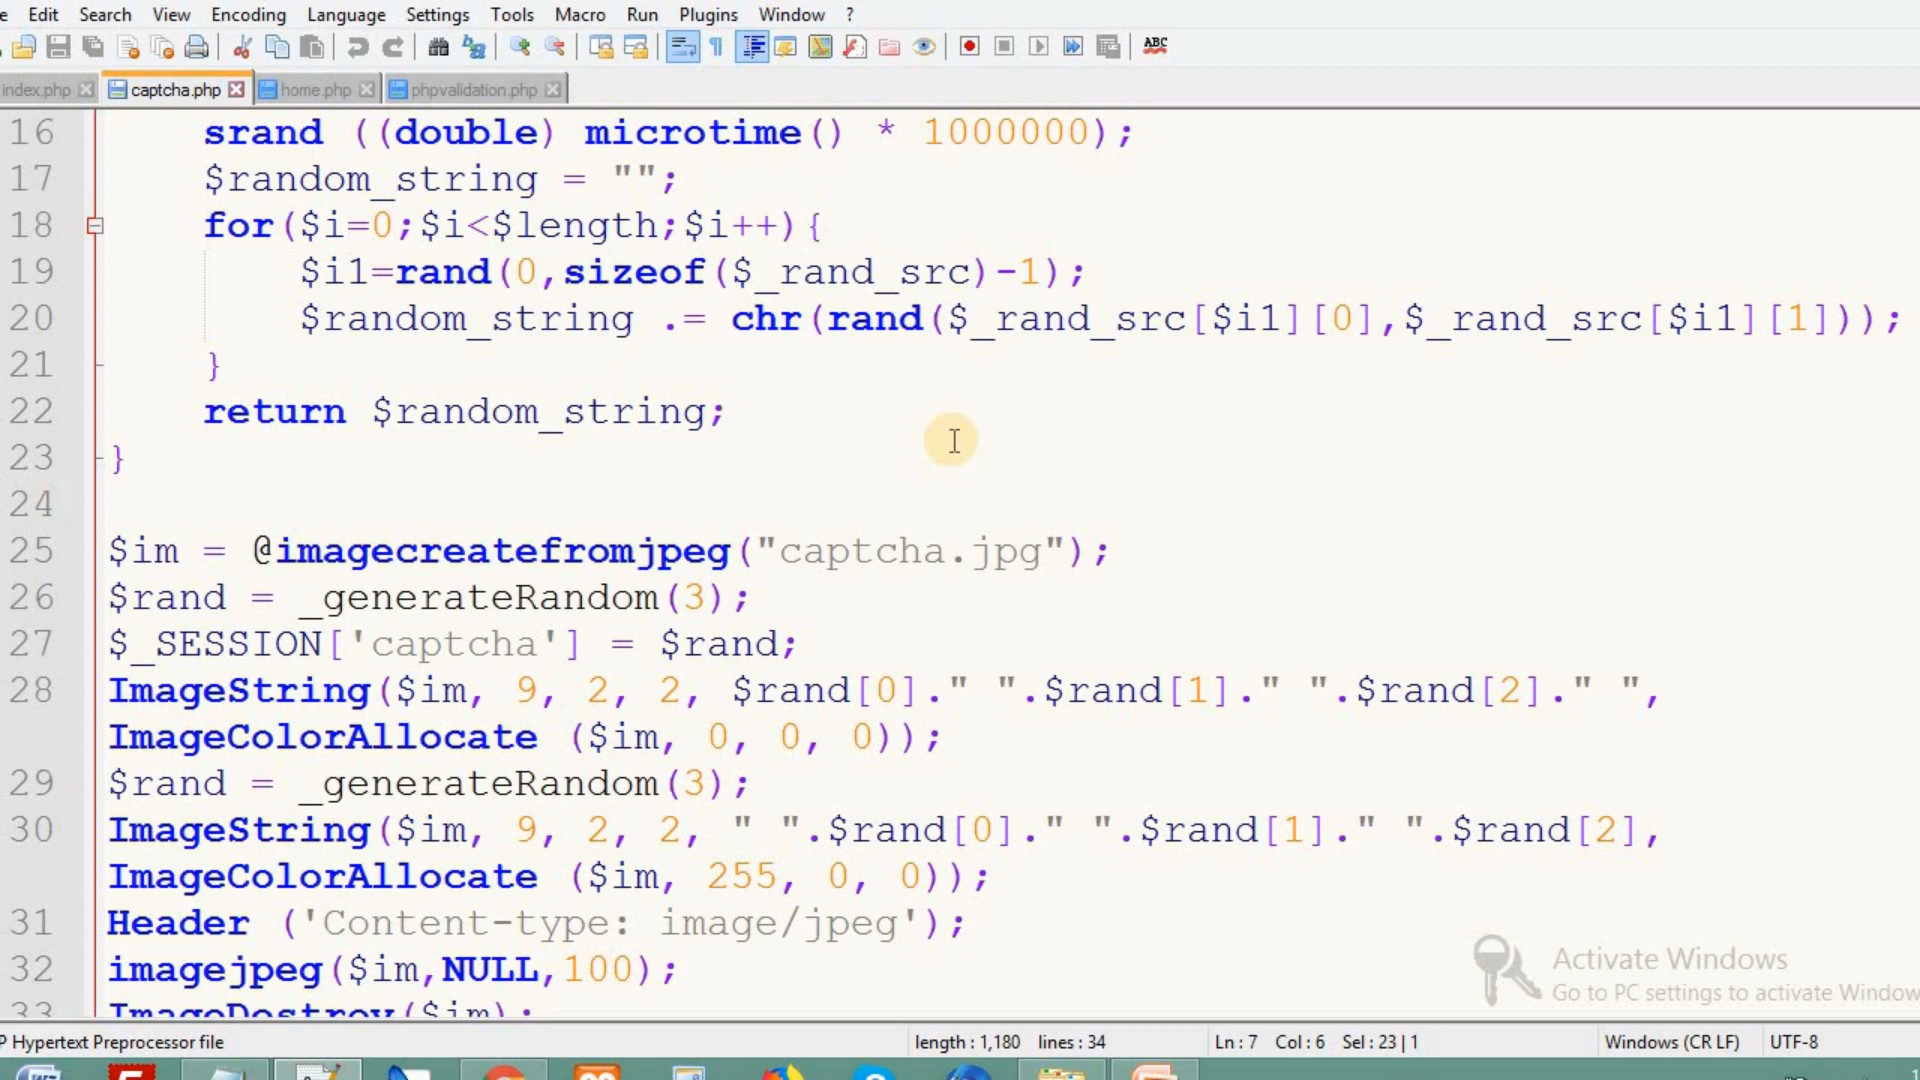 Edit Search View Encoding Language Settings Tools Macro Run Plugins Window ?
ABC
index.php captcha.php home.php phpvalidation.php
16 srand ((double) microtime() * 1000000);
17 $random_string = "";
18 for($i=0;$i<$length;$i++){
19 $i1=rand(0,sizeof($_rand_src)-1);
20 $random_string .= chr(rand($_rand_src[$i1][0],$_rand_src[$i1][1]));
21 }
22 return $random_string;
23 }
24
25 $im = @imagecreatefromjpeg("captcha.jpg");
26 $rand = _generateRandom(3);
27 $_SESSION['captcha'] = $rand;
28 ImageString($im, 9, 2, 2, $rand[0]." ".$rand[1]." ".$rand[2]." ",
ImageColorAllocate ($im, 0, 0, 0));
29 $rand = _generateRandom(3);
30 ImageString($im, 9, 2, 2, " ".$rand[0]." ".$rand[1]." ".$rand[2],
ImageColorAllocate ($im, 255, 0, 0));
31 Header ('Content-type: image/jpeg');
32 imagejpeg($im,NULL,100);
33 ImageDestroy($im);
Activate Windows
Go to PC settings to activate Window
P Hypertext Preprocessor file length : 1,180 lines : 34 Ln : 7 Col : 6 Sel : 23 | 1 Windows (CR LF) UTF-8